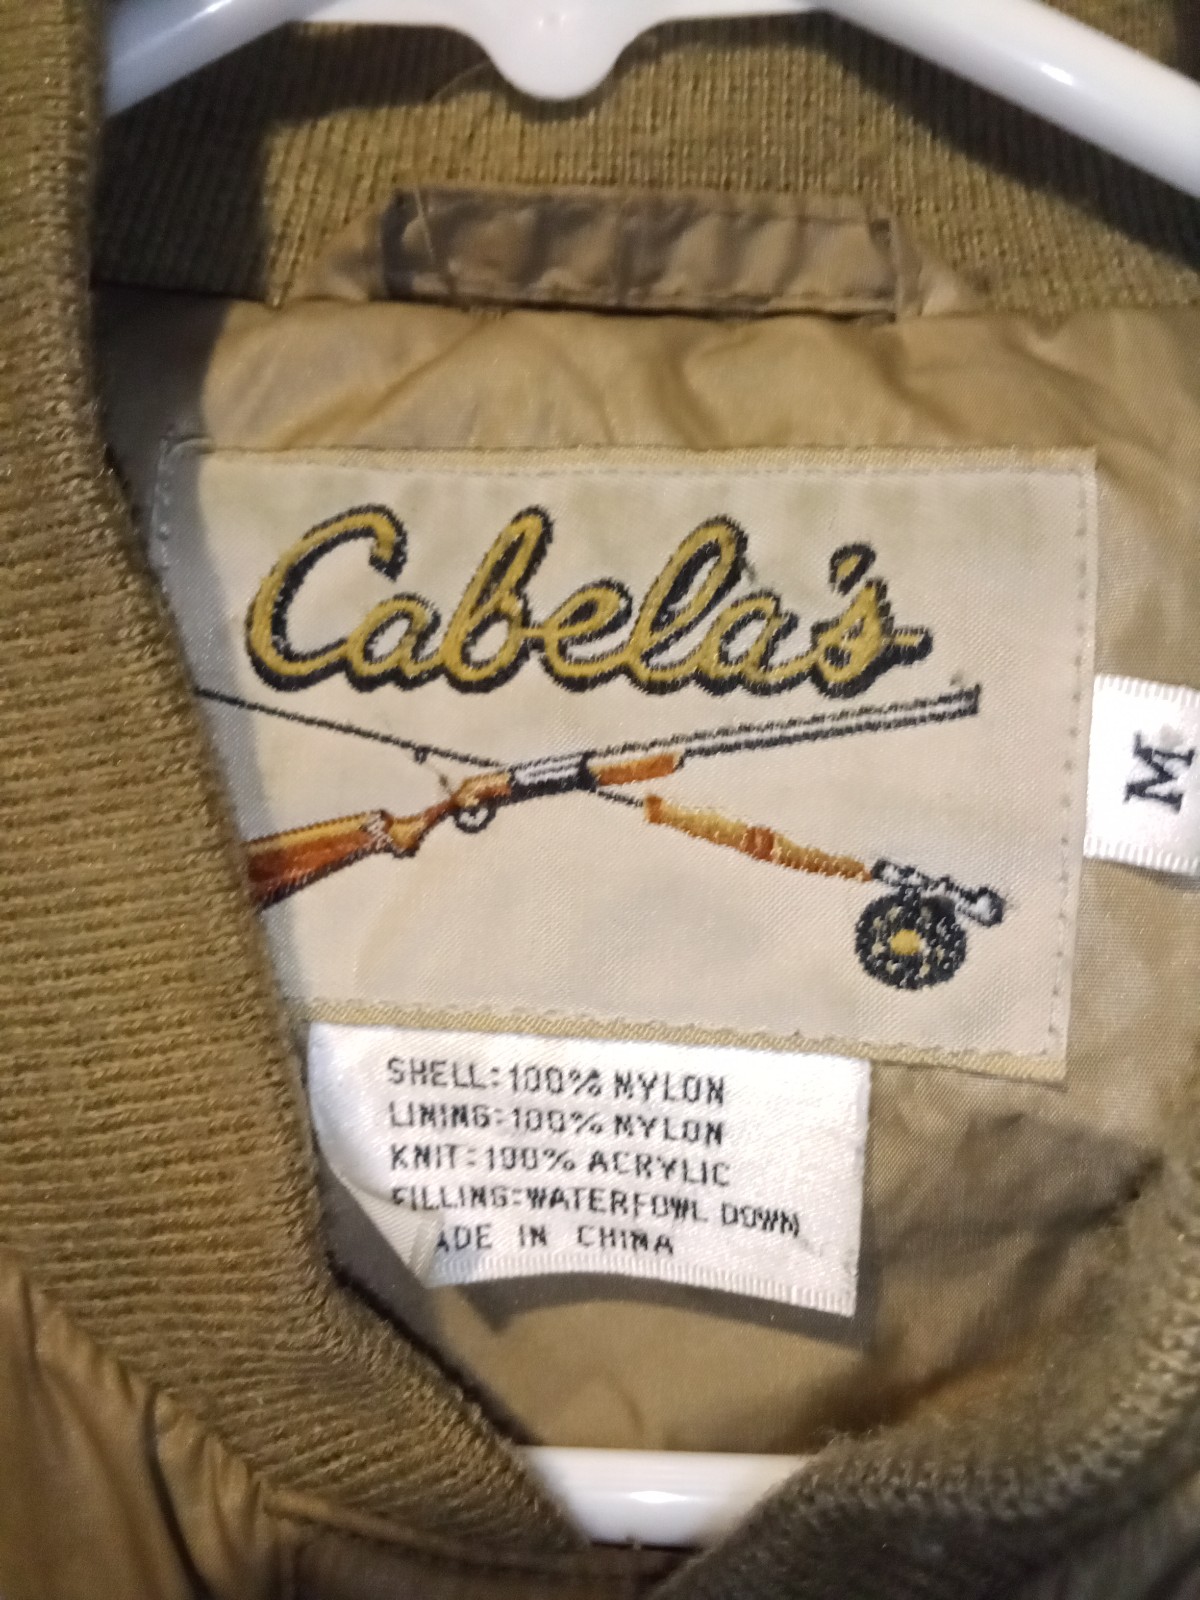 Cabela's
M
SHELL:100% NYLON
LINING:100% NYLON
KNIT:100% ACRYLIC
FILLING:WATERFOWL DOWN
ADE IN CHINA